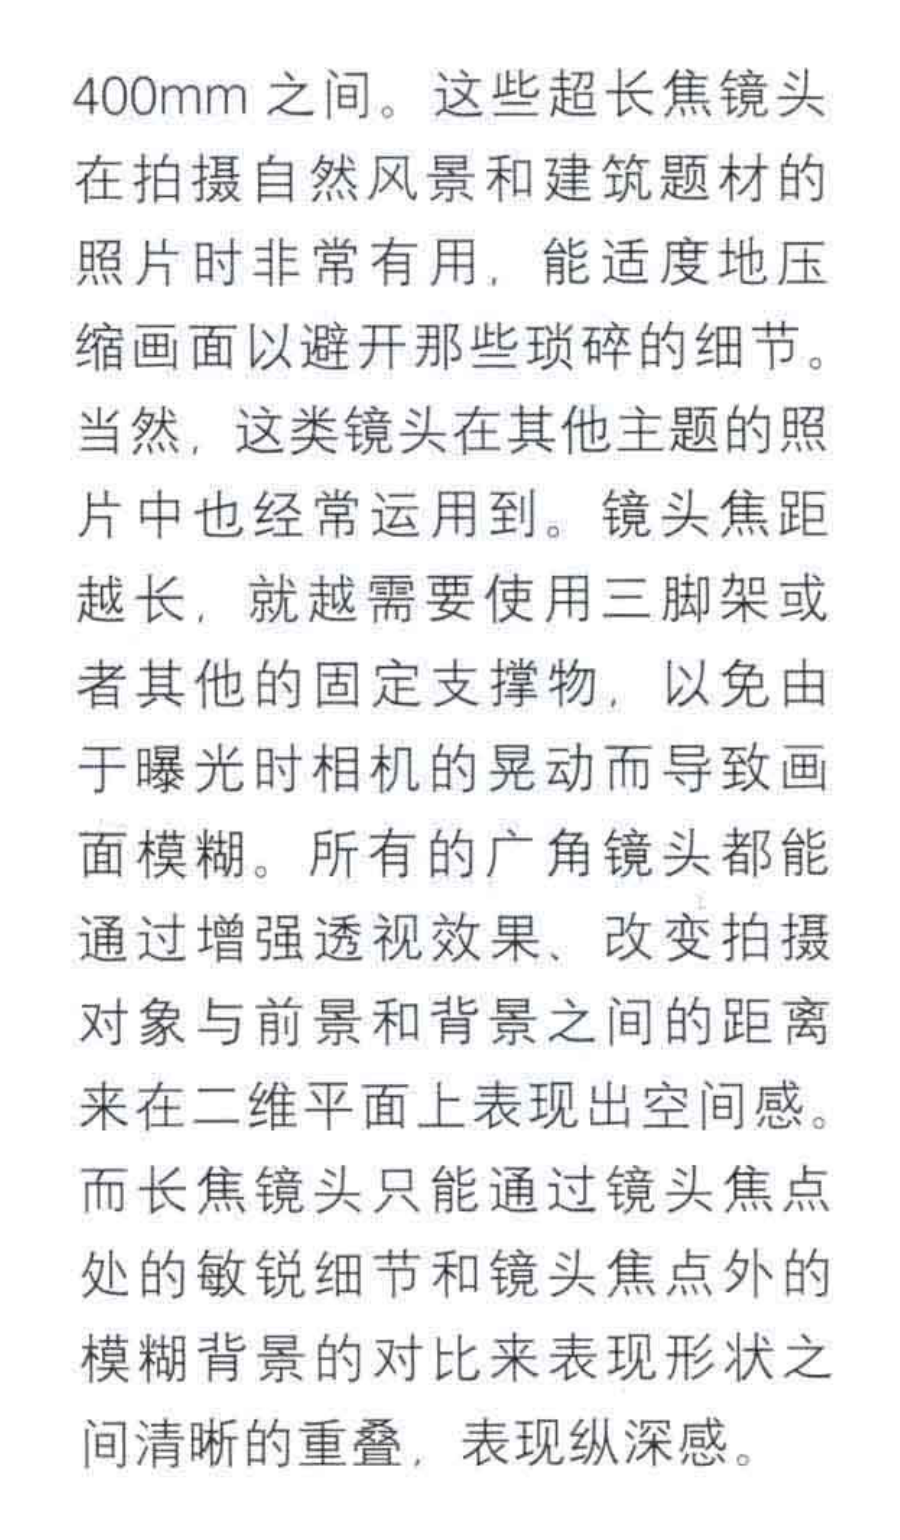 400mm 之间。这些超长焦镜头
在拍摄自然风景和建筑题材的
照片时非常有用，能适度地压
缩画面以避开那些琐碎的细节。
当然，这类镜头在其他主题的照
片中也经常运用到。镜头焦距
越长，就越需要使用三脚架或
者其他的固定支撑物，以免由
于曝光时相机的晃动而导致画
面模糊。所有的广角镜头都能
通过增强透视效果、改变拍摄
对象与前景和背景之间的距离
来在二维平面上表现出空间感。
而长焦镜头只能通过镜头焦点
处的敏锐细节和镜头焦点外的
模糊背景的对比来表现形状之
间清晰的重叠，表现纵深感。